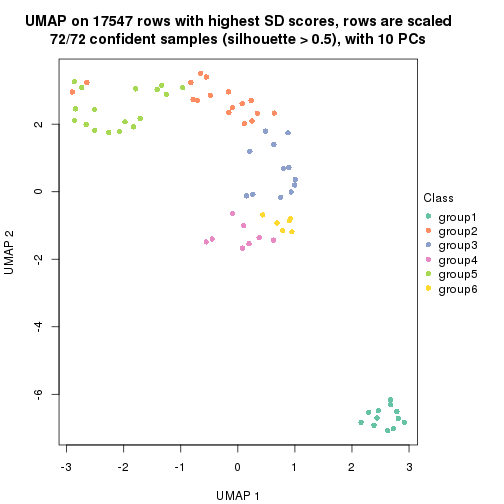 UMAP on 17547 rows with highest SD scores, rows are scaled
72/72 confident samples (silhouette > 0.5), with 10 PCs
2
0
-2
-4
-6
UMAP 2
-3
-2
-1
0
1
2
3
UMAP 1
Class
group1
group2
group3
group4
group5
group6